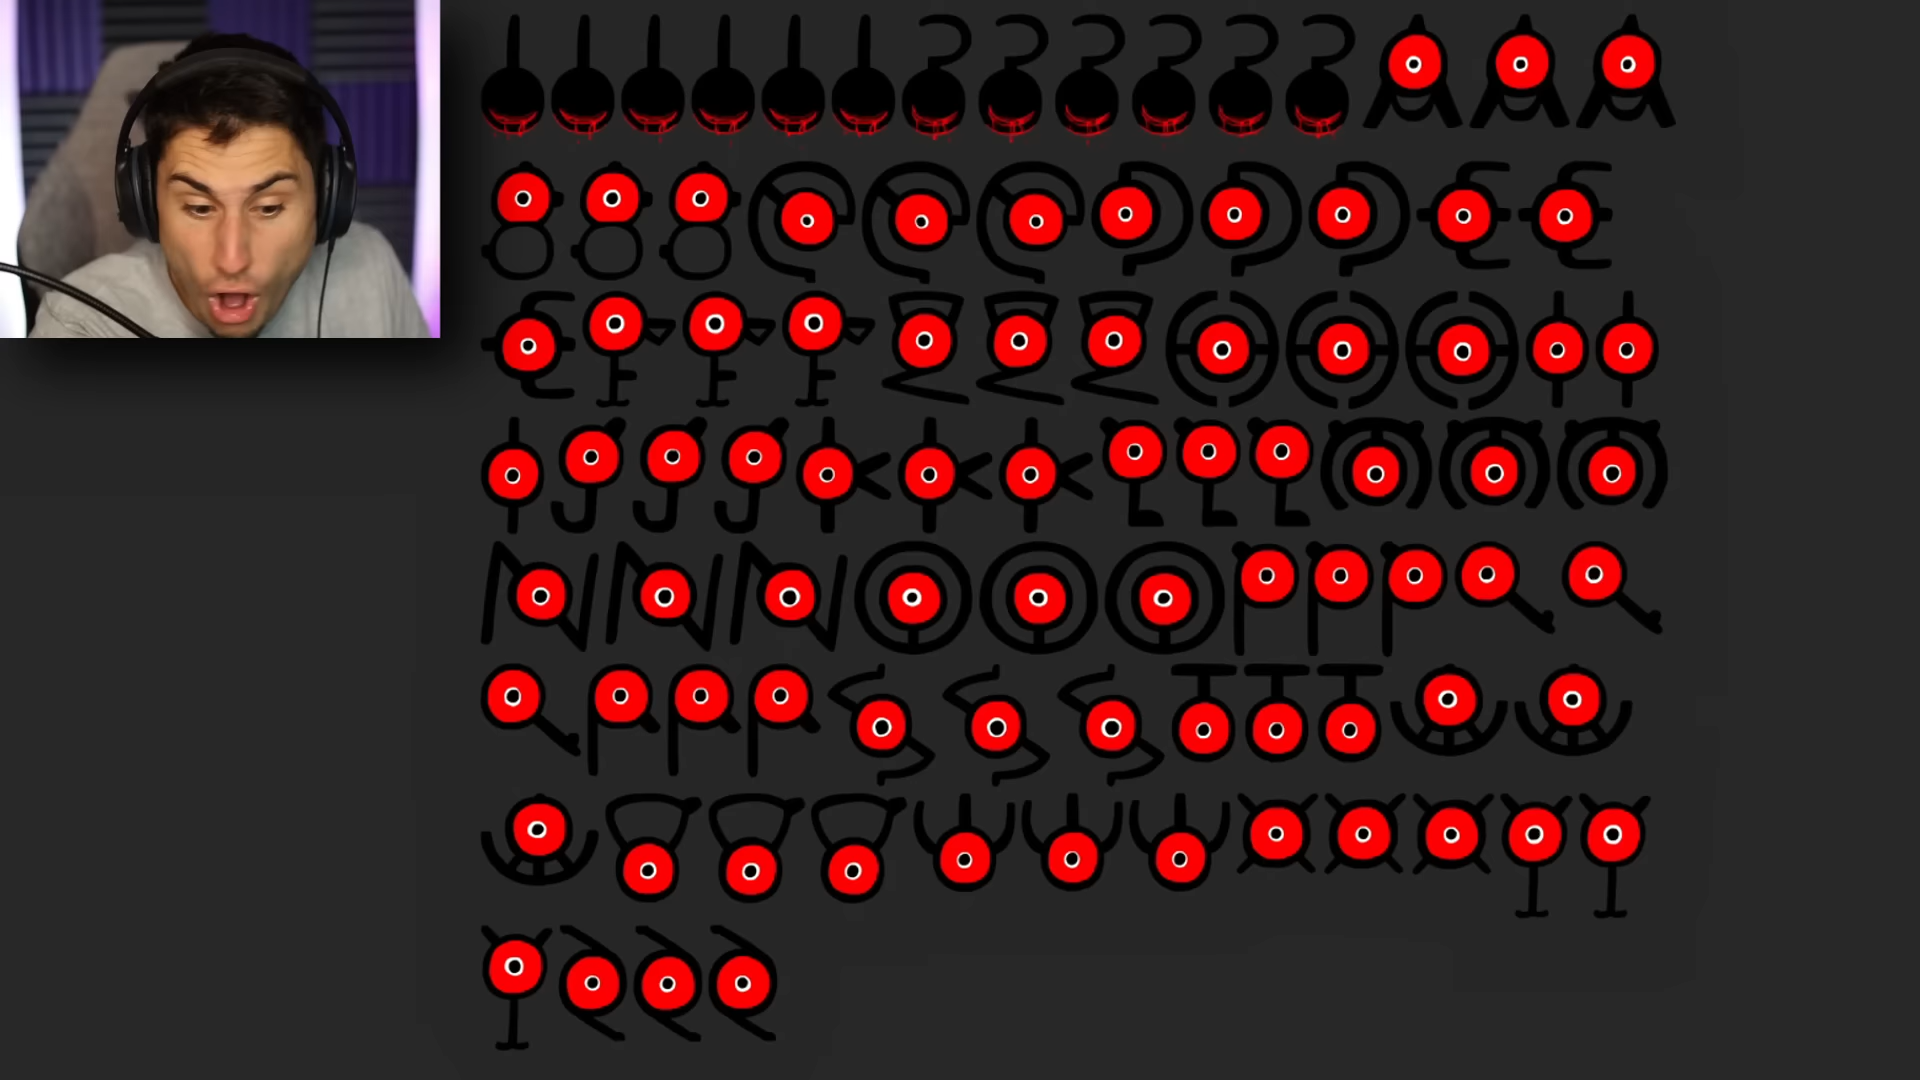 !!!!!!??????AAA
BBBCCCDDDEE
EFFFGGGHHHII
IJJJKKKLLLMMM
NNNOOOPPPQQ
QRRRSSSTTTUU
UVVVWWWXXXYY
YZZZ